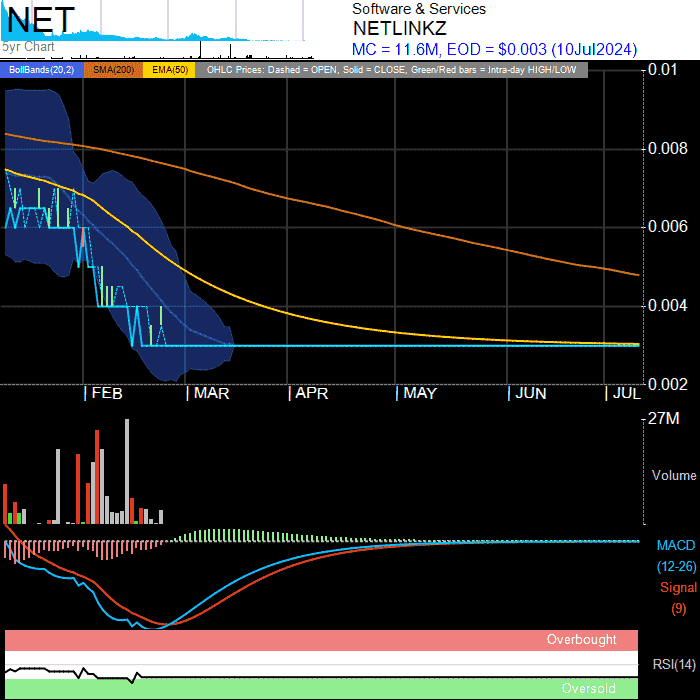 NET
5yr Chart
Software & Services
NETLINKZ
MC = 11.6M, EOD = $0.003 (10Jul2024)
BollBands(20,2) SMA(200) EMA(50) OHLC Prices: Dashed = OPEN, Solid = CLOSE, Green/Red bars = Intra-day HIGH/LOW
0.01
0.008
0.006
0.004
0.002
FEB MAR APR MAY JUN JUL
27M
Volume
MACD
(12-26)
Signal
(9)
Overbought
RSI(14)
Oversold